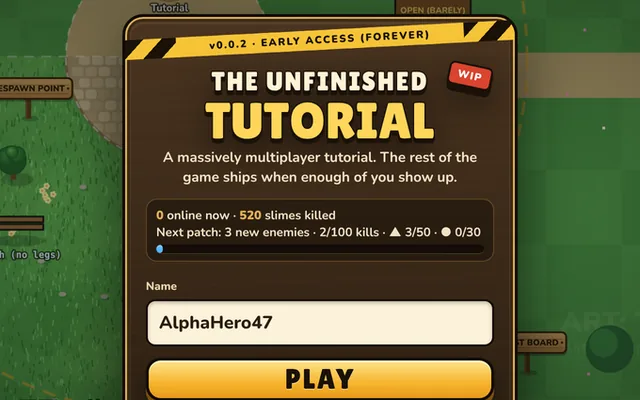 Tutorial
OPEN (BARELY)
v0.0.2 · EARLY ACCESS (FOREVER)
WIP
THE UNFINISHED
TUTORIAL
ESPAWN POINT ·
A massively multiplayer tutorial. The rest of the
game ships when enough of you show up.
0 online now · 520 slimes killed
Next patch: 3 new enemies · 2/100 kills · ▲ 3/50 · ● 0/30
h (no legs)
Name
AlphaHero47
ART
ST BOARD ·
PLAY